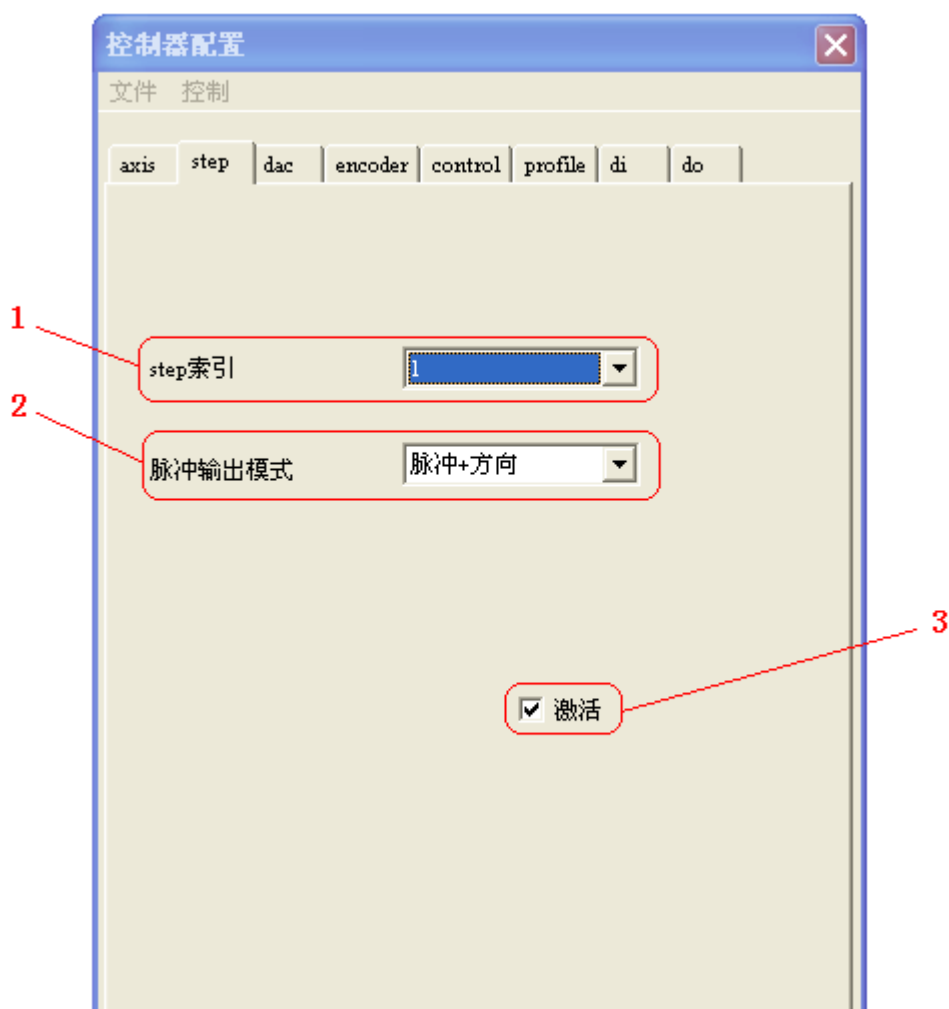 控制器配置
文件 控制
axis step dac encoder control profile di do
1
step索引 1
2
脉冲输出模式 脉冲+方向
3
激活